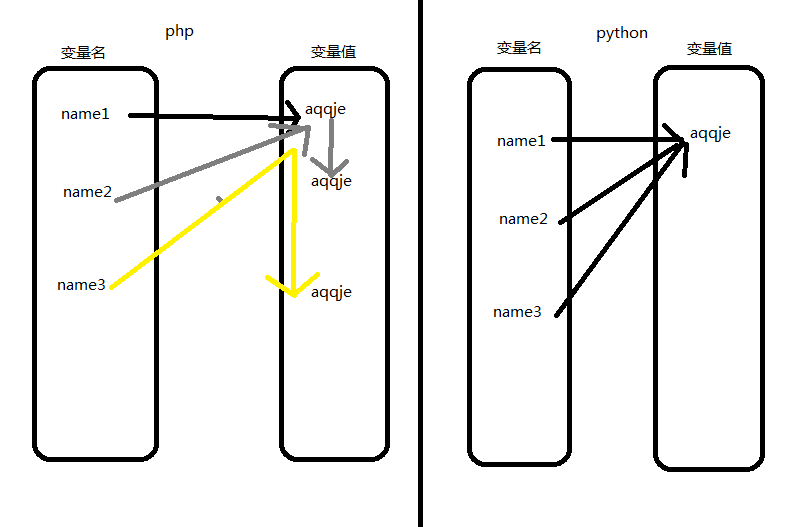 php
变量名 变量值
name1 aqqje
name2 aqqje
name3 aqqje
python
变量名 变量值
name1 aqqje
name2
name3